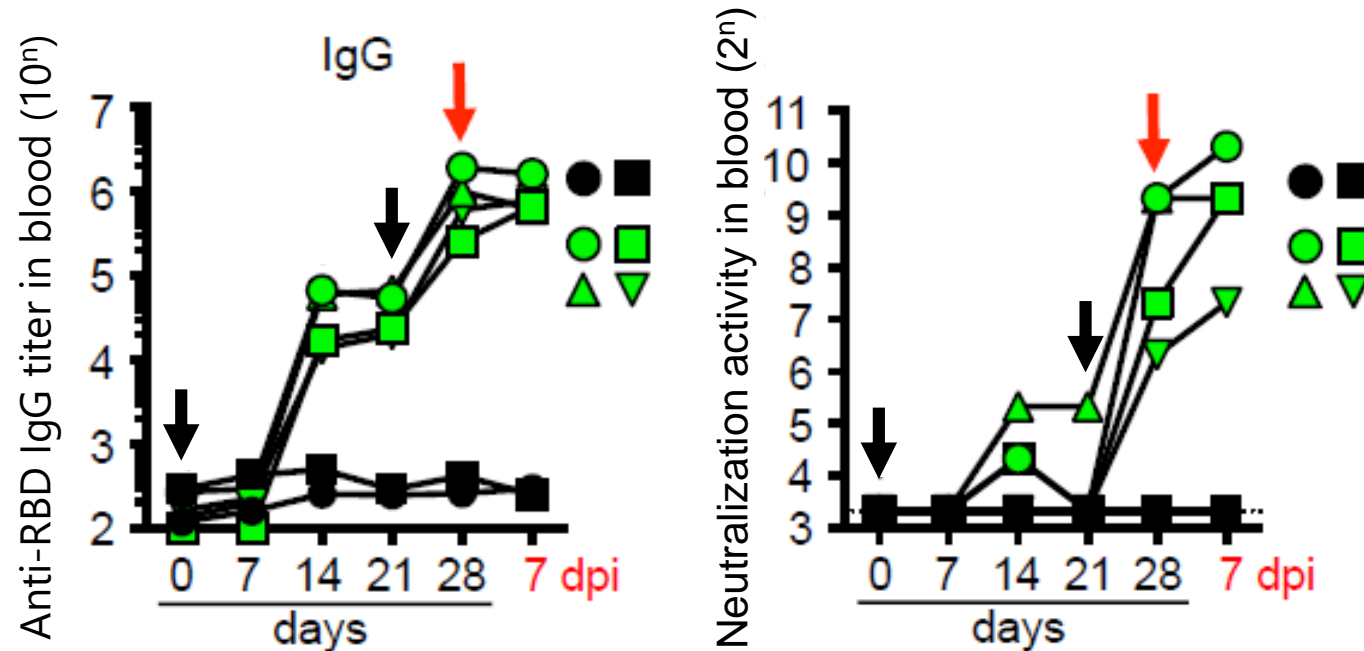 Anti-RBD IgG titer in blood (10ⁿ)
IgG
7
6
5
4
3
2
0 7 14 21 28 7 dpi
days
Neutralization activity in blood (2ⁿ)
11
10
9
8
7
6
5
4
3
0 7 14 21 28 7 dpi
days